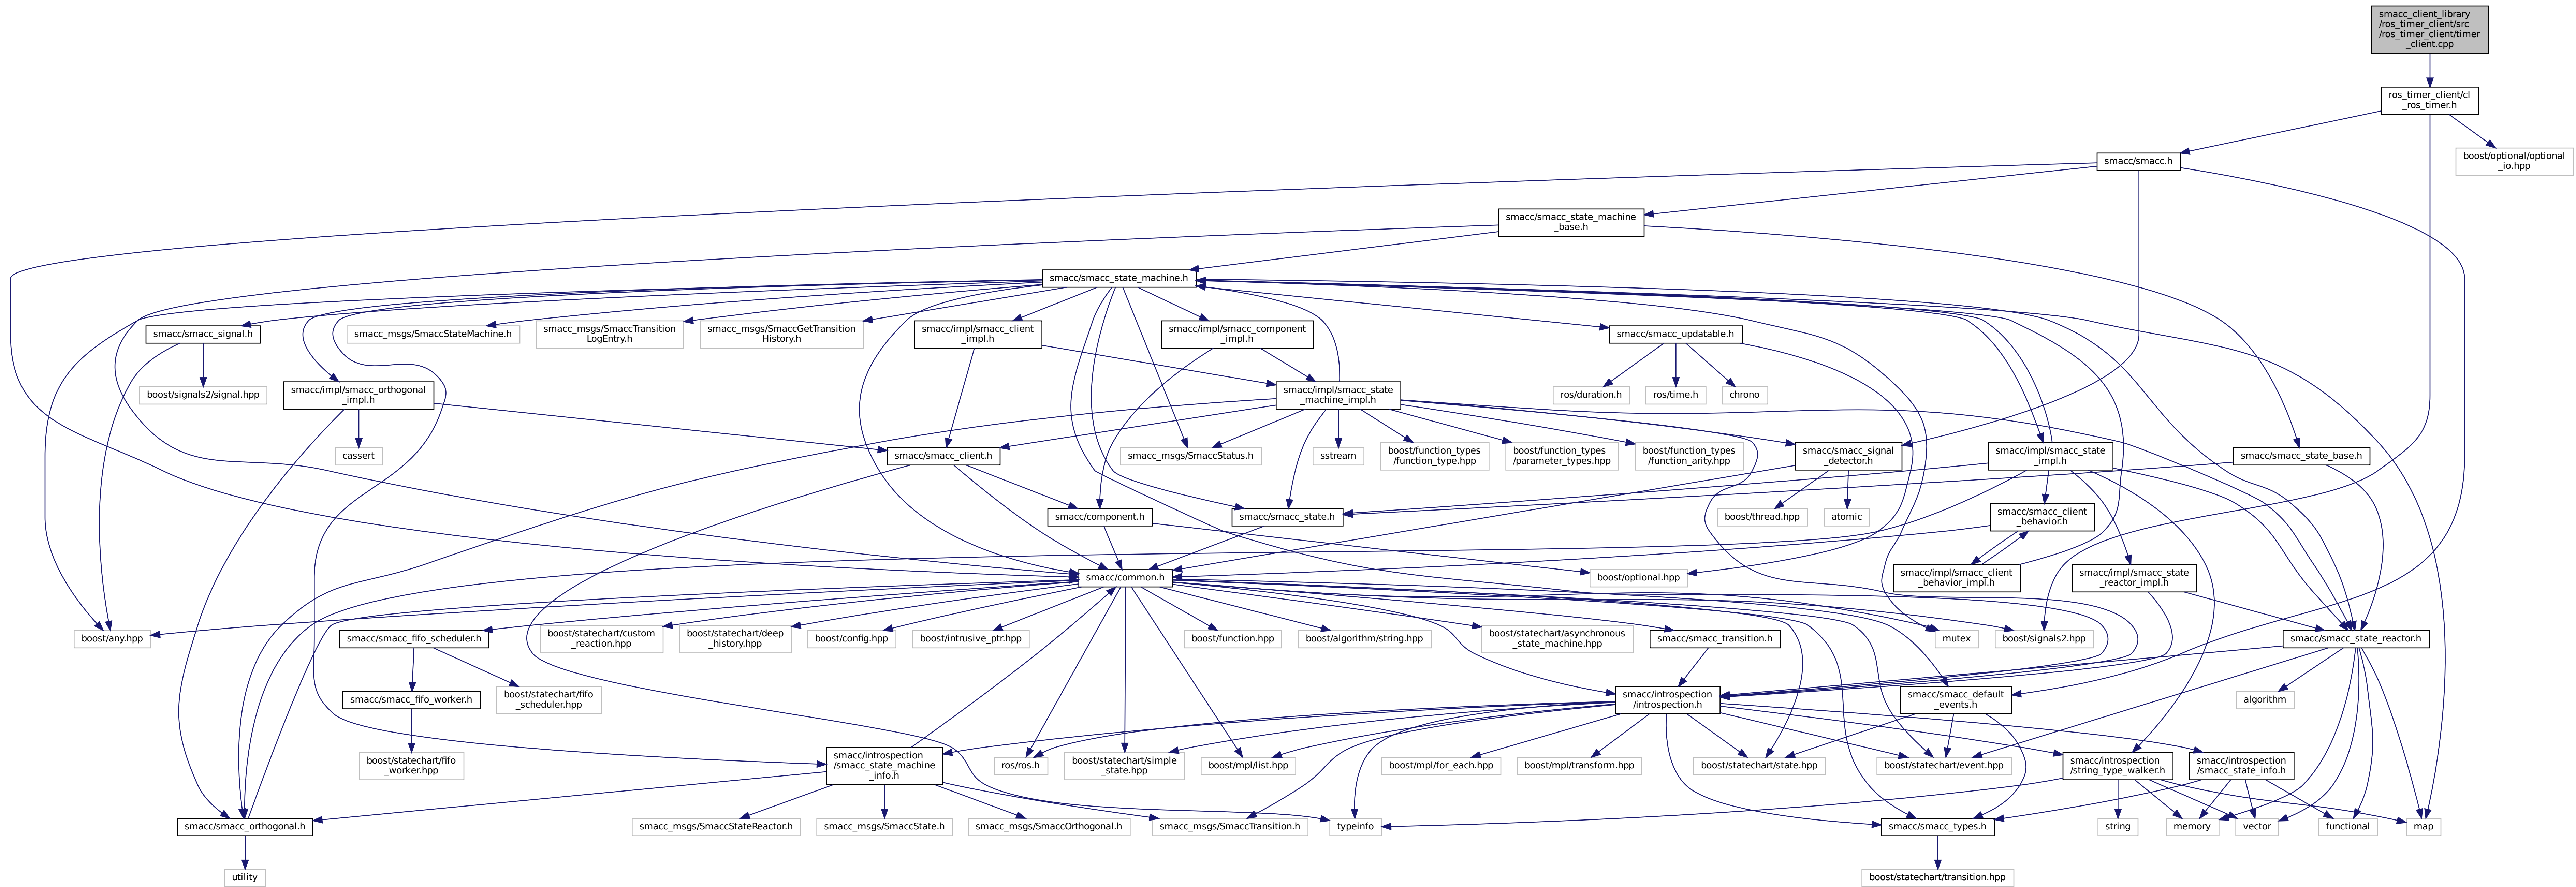 smacc_client_library
/ros_timer_client/src
/ros_timer_client/timer
_client.cpp
ros_timer_client/cl
_ros_timer.h
smacc/smacc.h
boost/optional/optional
_io.hpp
smacc/smacc_state_machine
_base.h
smacc/smacc_state_machine.h
smacc/smacc_signal.h
smacc_msgs/SmaccStateMachine.h
smacc_msgs/SmaccTransition
LogEntry.h
smacc_msgs/SmaccGetTransition
History.h
smacc/impl/smacc_client
_impl.h
smacc/impl/smacc_component
_impl.h
smacc/smacc_updatable.h
boost/signals2/signal.hpp
smacc/impl/smacc_orthogonal
_impl.h
smacc/impl/smacc_state
_machine_impl.h
ros/duration.h
ros/time.h
chrono
cassert
smacc/smacc_client.h
smacc_msgs/SmaccStatus.h
sstream
boost/function_types
/function_type.hpp
boost/function_types
/parameter_types.hpp
boost/function_types
/function_arity.hpp
smacc/smacc_signal
_detector.h
smacc/impl/smacc_state
_impl.h
smacc/smacc_state_base.h
smacc/component.h
smacc/smacc_state.h
boost/thread.hpp
atomic
smacc/smacc_client
_behavior.h
smacc/common.h
boost/optional.hpp
smacc/impl/smacc_client
_behavior_impl.h
smacc/impl/smacc_state
_reactor_impl.h
boost/any.hpp
smacc/smacc_fifo_scheduler.h
boost/statechart/custom
_reaction.hpp
boost/statechart/deep
_history.hpp
boost/config.hpp
boost/intrusive_ptr.hpp
boost/function.hpp
boost/algorithm/string.hpp
boost/statechart/asynchronous
_state_machine.hpp
smacc/smacc_transition.h
mutex
boost/signals2.hpp
smacc/smacc_state_reactor.h
smacc/smacc_fifo_worker.h
boost/statechart/fifo
_scheduler.hpp
smacc/introspection
/introspection.h
smacc/smacc_default
_events.h
algorithm
boost/statechart/fifo
_worker.hpp
smacc/introspection
/smacc_state_machine
_info.h
ros/ros.h
boost/statechart/simple
_state.hpp
boost/mpl/list.hpp
boost/mpl/for_each.hpp
boost/mpl/transform.hpp
boost/statechart/state.hpp
boost/statechart/event.hpp
smacc/introspection
/string_type_walker.h
smacc/introspection
/smacc_state_info.h
smacc/smacc_orthogonal.h
smacc_msgs/SmaccStateReactor.h
smacc_msgs/SmaccState.h
smacc_msgs/SmaccOrthogonal.h
smacc_msgs/SmaccTransition.h
typeinfo
smacc/smacc_types.h
string
memory
vector
functional
map
utility
boost/statechart/transition.hpp